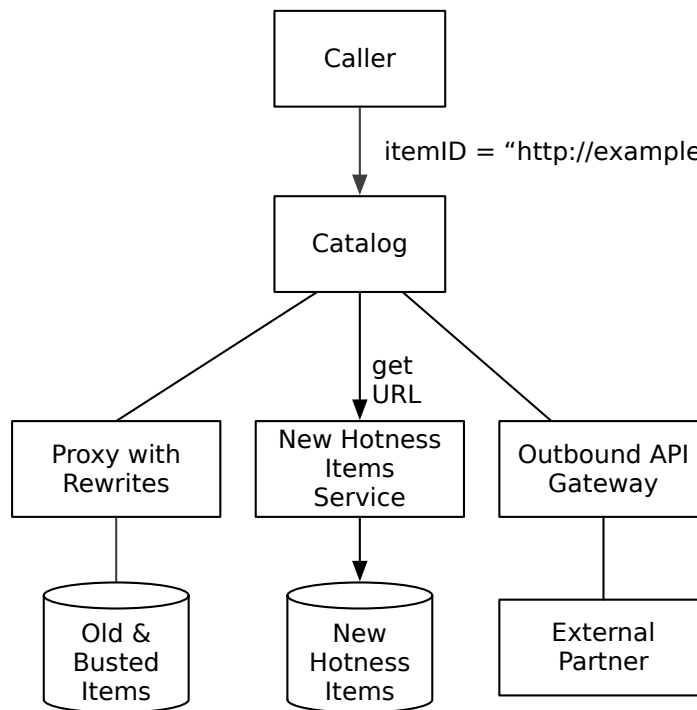 Caller
itemID = “http://example
Catalog
get
URL
Proxy with
Rewrites
New Hotness
Items
Service
Outbound API
Gateway
Old &
Busted
Items
New
Hotness
Items
External
Partner